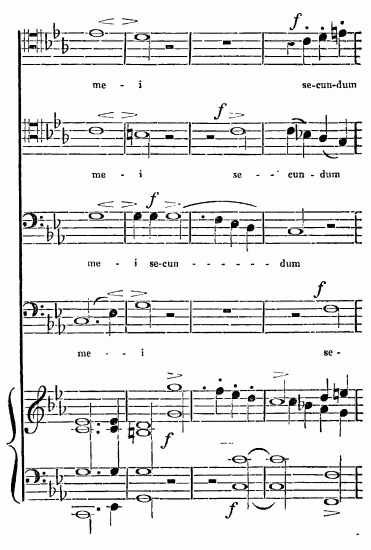 f
me - i se-cun-dum
f
me - i se - - - cun - dum
f
me - i se-cun - - - - - - dum
f
me - - i se-
f
f